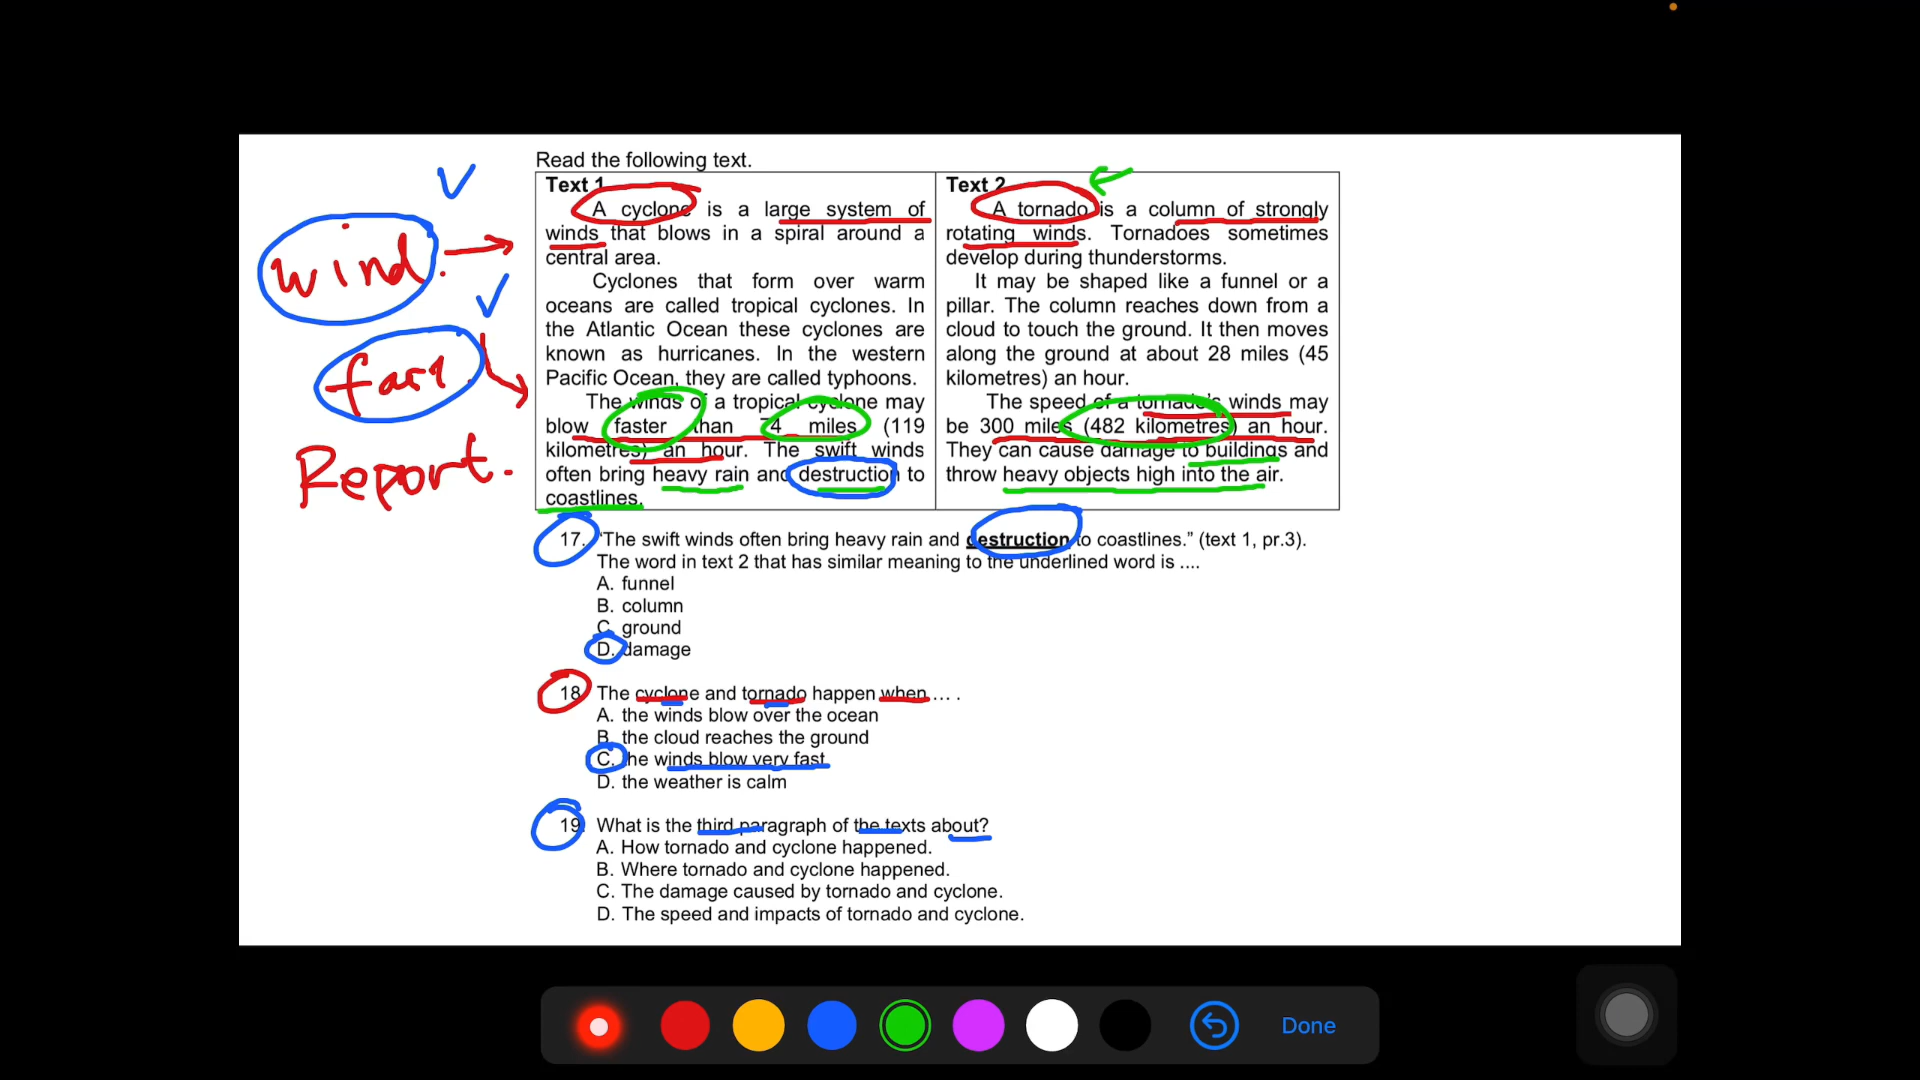 Read the following text.
Text 1
A cyclone is a large system of
winds that blows in a spiral around a
central area.
Cyclones that form over warm
oceans are called tropical cyclones. In
the Atlantic Ocean these cyclones are
known as hurricanes. In the western
Pacific Ocean, they are called typhoons.
The winds of a tropical cyclone may
blow faster than 74 miles (119
kilometres) an hour. The swift winds
often bring heavy rain and destruction to
coastlines.
Text 2
A tornado is a column of strongly
rotating winds. Tornadoes sometimes
develop during thunderstorms.
It may be shaped like a funnel or a
pillar. The column reaches down from a
cloud to touch the ground. It then moves
along the ground at about 28 miles (45
kilometres) an hour.
The speed of a tornado's winds may
be 300 miles (482 kilometres) an hour.
They can cause damage to buildings and
throw heavy objects high into the air.
wind.
Report.
17. "The swift winds often bring heavy rain and destruction to coastlines." (text 1, pr.3).
The word in text 2 that has similar meaning to the underlined word is ....
A. funnel
B. column
C. ground
D. damage
18. The cyclone and tornado happen when ... .
A. the winds blow over the ocean
B. the cloud reaches the ground
C. the winds blow very fast
D. the weather is calm
19. What is the third paragraph of the texts about?
A. How tornado and cyclone happened.
B. Where tornado and cyclone happened.
C. The damage caused by tornado and cyclone.
D. The speed and impacts of tornado and cyclone.
Done